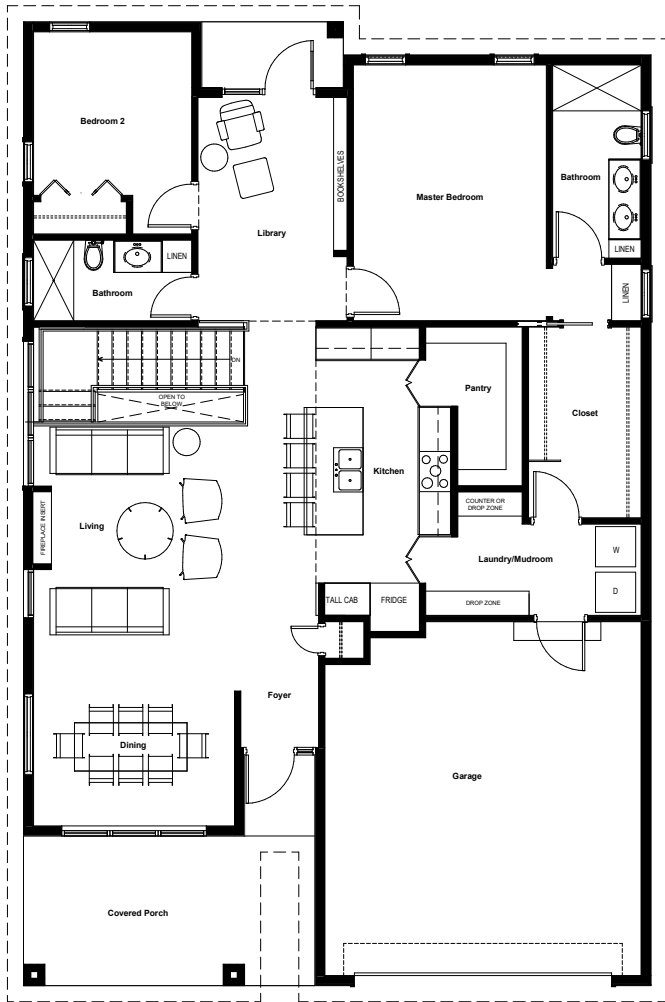 Bedroom 2
BOOKSHELVES
Master Bedroom
Bathroom
Library
LINEN
LINEN
LINEN
Bathroom
DN
OPEN TO
BELOW
Pantry
Closet
Kitchen
COUNTER OR
DROP ZONE
FIREPLACE INSERT
Living
Laundry/Mudroom
W
D
TALL CAB
FRIDGE
DROP ZONE
Foyer
Dining
Garage
Covered Porch